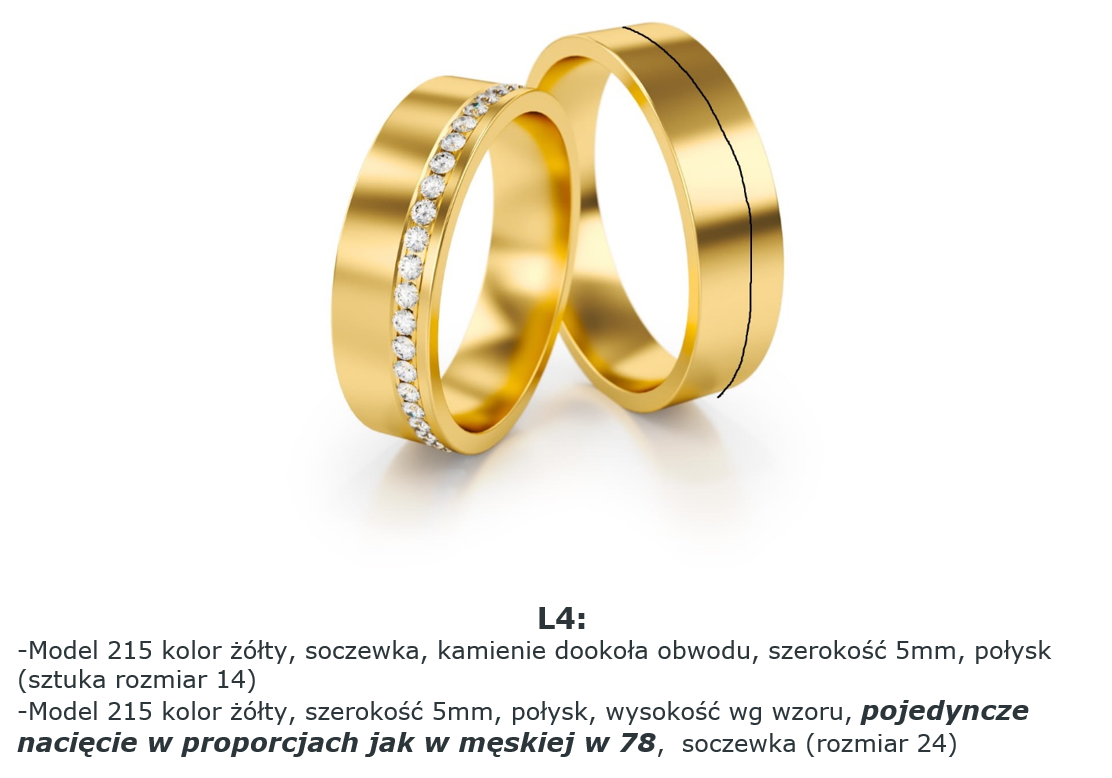 L4:
-Model 215 kolor żółty, soczewka, kamienie dookoła obwodu, szerokość 5mm, połysk
(sztuka rozmiar 14)
-Model 215 kolor żółty, szerokość 5mm, połysk, wysokość wg wzoru, pojedyncze
nacięcie w proporcjach jak w męskiej w 78,  soczewka (rozmiar 24)